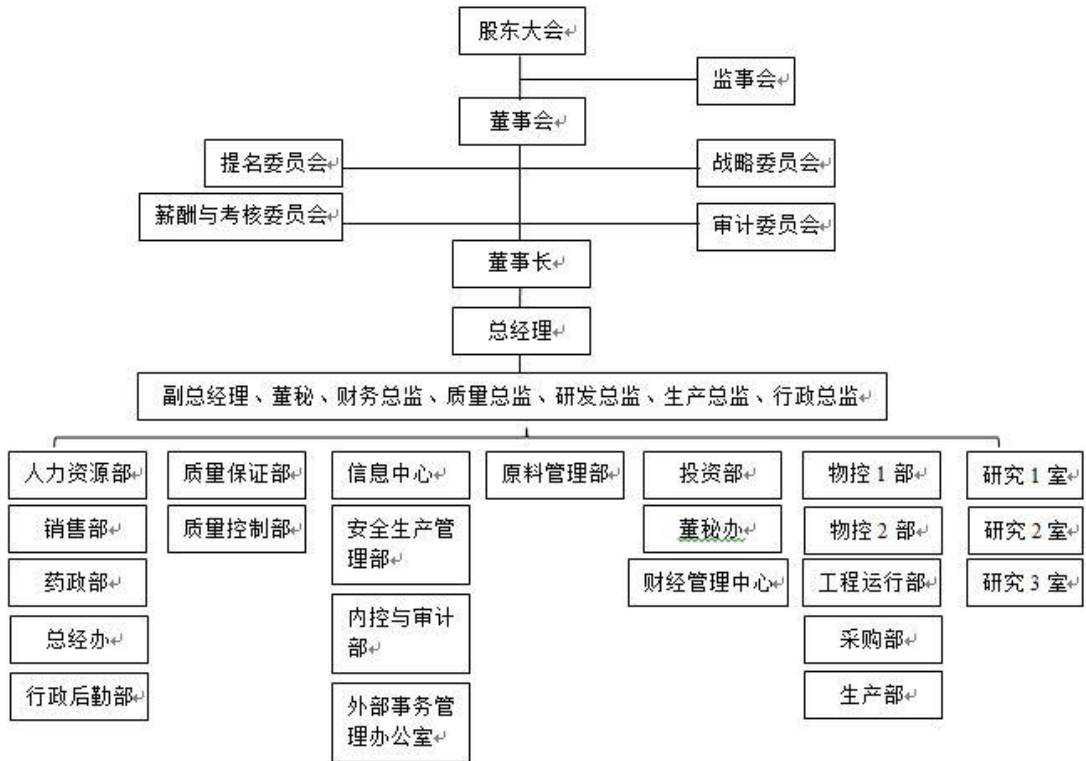 股东大会
监事会
董事会
提名委员会
战略委员会
薪酬与考核委员会
审计委员会
董事长
总经理
副总经理、董秘、财务总监、质量总监、研发总监、生产总监、行政总监
人力资源部
质量保证部
信息中心
原料管理部
投资部
物控1部
研究1室
销售部
质量控制部
安全生产管
理部
董秘办
物控2部
研究2室
药政部
财经管理中心
工程运行部
研究3室
内控与审计
部
总经办
采购部
行政后勤部
外部事务管
理办公室
生产部